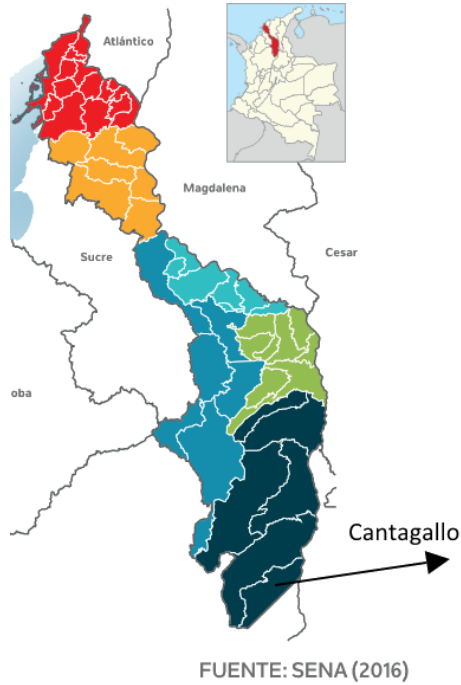 Atlántico
Magdalena
Sucre
Cesar
oba
Cantagallo
FUENTE: SENA (2016)